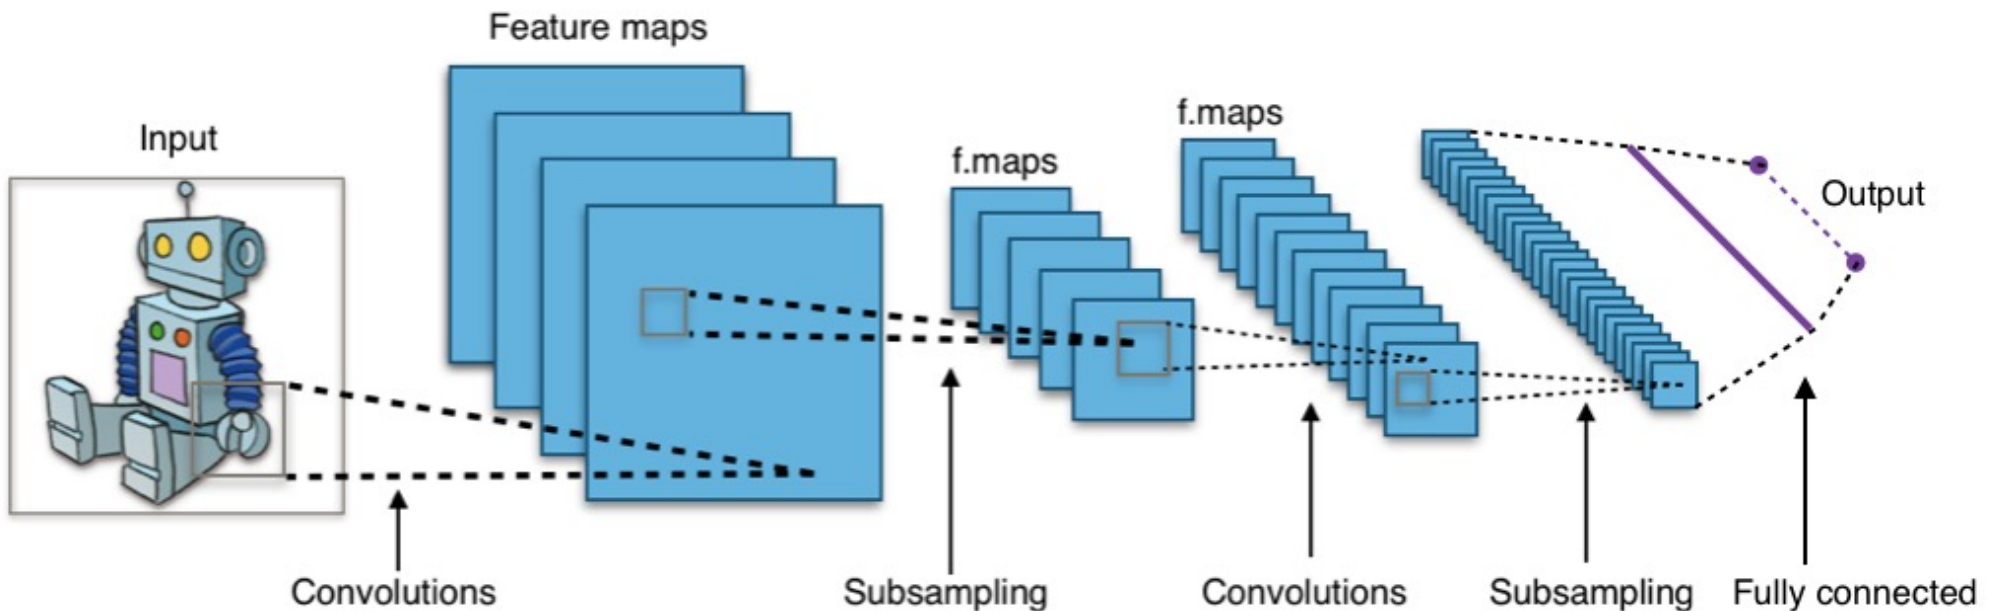 Feature maps
f.maps
Input
f.maps
Output
Convolutions
Subsampling
Convolutions
Subsampling
Fully connected